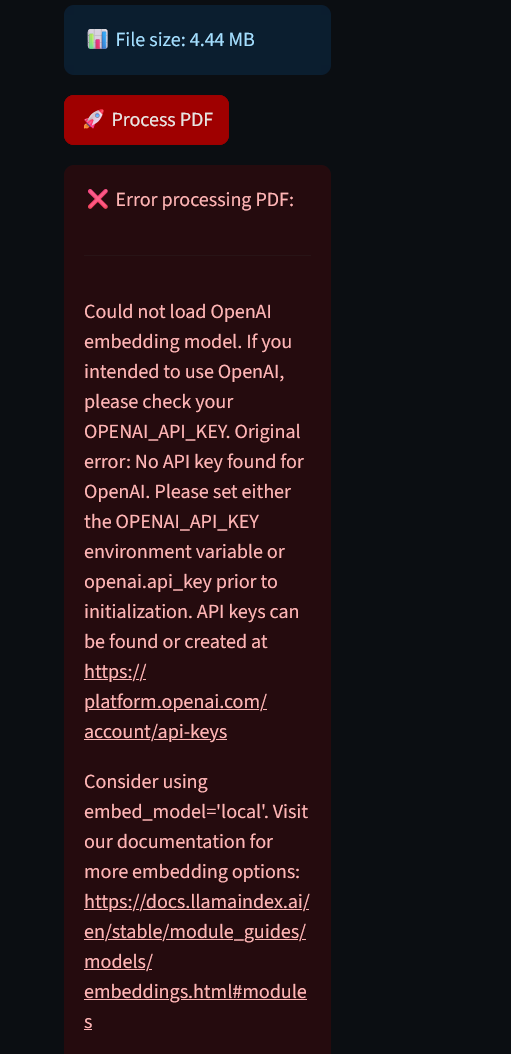 📊 File size: 4.44 MB
🚀 Process PDF
❌ Error processing PDF:
Could not load OpenAI
embedding model. If you
intended to use OpenAI,
please check your
OPENAI_API_KEY. Original
error: No API key found for
OpenAI. Please set either
the OPENAI_API_KEY
environment variable or
openai.api_key prior to
initialization. API keys can
be found or created at
https://
platform.openai.com/
account/api-keys
Consider using
embed_model='local'. Visit
our documentation for
more embedding options:
https://docs.llamaindex.ai/
en/stable/module_guides/
models/
embeddings.html#module
s